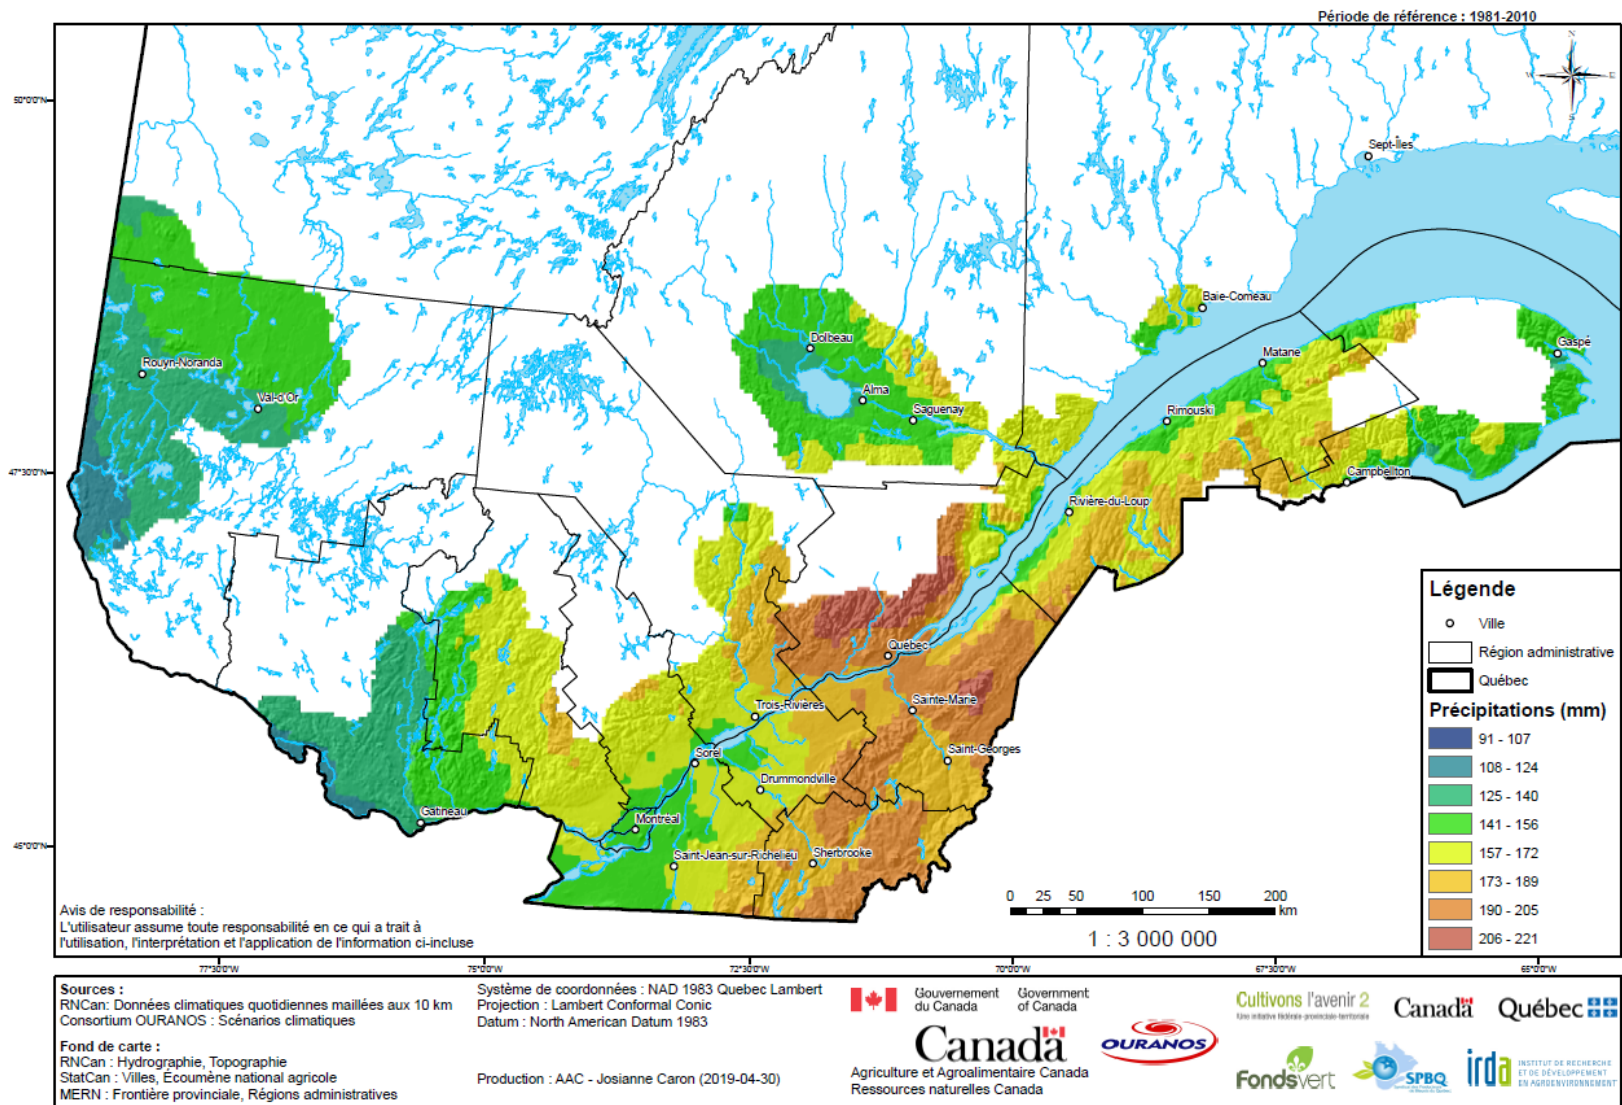 Période de référence : 1981-2010
N
W E
S
50°0'0"N
47°30'0"N
45°0'0"N
Sept-Îles
Baie-Comeau
Dolbeau
Matane
Gaspé
Rouyn-Noranda
Val-d'Or
Alma
Saguenay
Rimouski
Campbellton
Rivière-du-Loup
Québec
Sainte-Marie
Trois-Rivières
Sorel
Saint-Georges
Drummondville
Gatineau
Montréal
Saint-Jean-sur-Richelieu
Sherbrooke
Légende
Ville
Région administrative
Québec
Précipitations (mm)
91 - 107
108 - 124
125 - 140
141 - 156
157 - 172
173 - 189
190 - 205
206 - 221
0 25 50 100 150 200
km
1 : 3 000 000
Avis de responsabilité :
L'utilisateur assume toute responsabilité en ce qui a trait à
l'utilisation, l'interprétation et l'application de l'information ci-incluse
77°30'0"W 75°0'0"W 72°30'0"W 70°0'0"W 67°30'0"W 65°0'0"W
Sources :
RNCan: Données climatiques quotidiennes maillées aux 10 km
Consortium OURANOS : Scénarios climatiques
Fond de carte :
RNCan : Hydrographie, Topographie
StatCan : Villes, Écoumène national agricole
MERN : Frontière provinciale, Régions administratives
Système de coordonnées : NAD 1983 Quebec Lambert
Projection : Lambert Conformal Conic
Datum : North American Datum 1983
Production : AAC - Josianne Caron (2019-04-30)
Gouvernement du Canada
Government of Canada
Canada
Agriculture et Agroalimentaire Canada
Ressources naturelles Canada
OURANOS
Cultivons l'avenir 2
Une initiative fédérale-provinciale-territoriale
Canada
Québec
Fondsvert
SPBQ
irda
INSTITUT DE RECHERCHE
ET DE DÉVELOPPEMENT
EN AGROENVIRONNEMENT